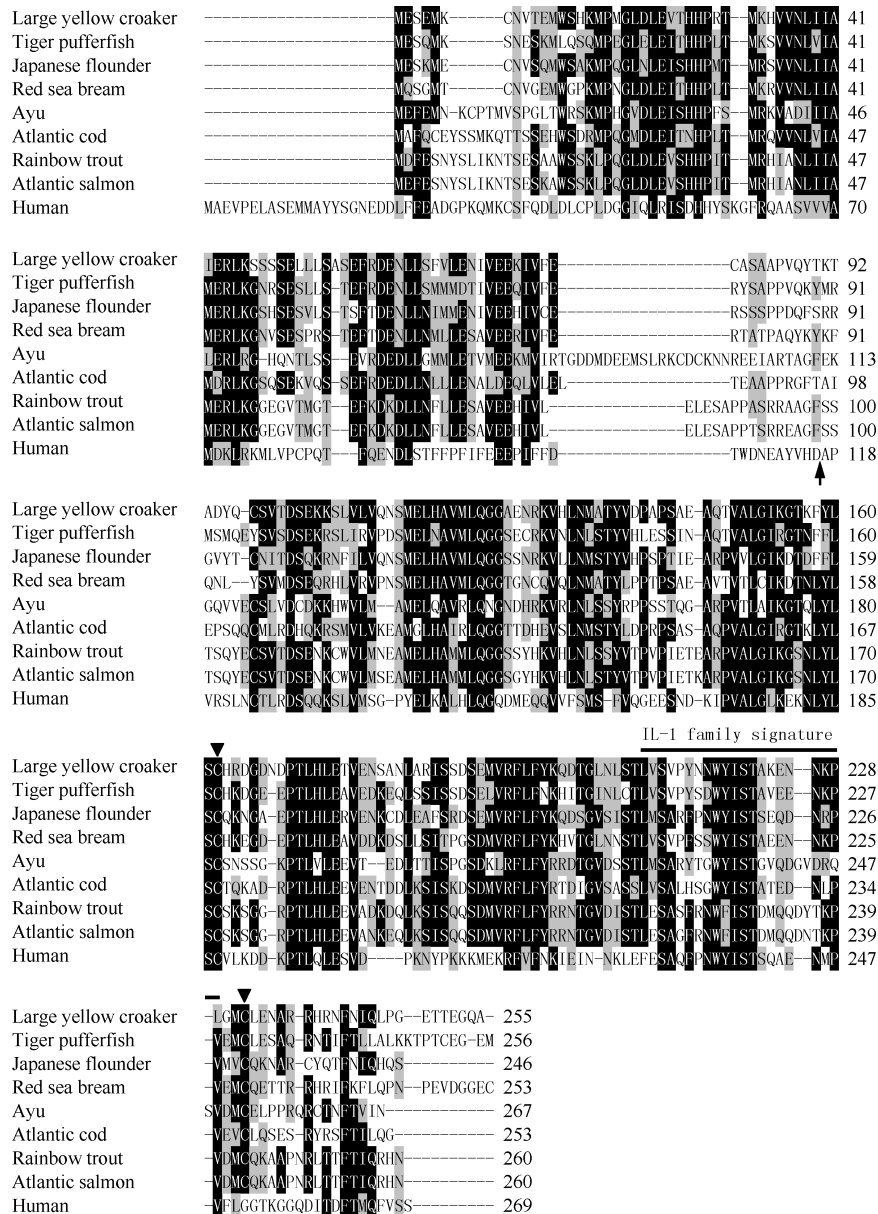 Large yellow croaker ---------------------MESEMK------CNVTEMWSHKMPMGLDLEVTHHPRT--MKHVVNLIIA 41
Tiger pufferfish ---------------------MESQMK------SNESKMLQSQMPEGLELEITHHPLT--MKSVVNLVIA 41
Japanese flounder ---------------------MESKME------CNVSQMWSAKMPQGLNLEISHHPMT--MRSVVNLIIA 41
Red sea bream ---------------------MQSGMT------CNVGEMWGPKMPNGLDLEITHHPLT--MKRVVNLIIA 41
Ayu ---------------------MEFEMN-KCPTMVSPGLTWRSKMPHGVDLEISHHPFS--MRKVADIIIA 46
Atlantic cod ---------------------MAFQCEYSSMKQTTSSEHWSDRMPQGMDLEITNHPLT--MRQVVNLVIA 47
Rainbow trout ---------------------MDFESNYSLIKNTSESAAWSSKLPQGLDLEVSHHPIT--MRHIANLIIA 47
Atlantic salmon ---------------------MEFESNYSLIKNTSESKAWSSKLPQGLDLEVSHHPIT--MRHIANLIIA 47
Human MAEVPELASEMMAYYSGNEDDLFFEADGPKQMKCSFQDLDLCPLDGGIQLRISDHHYSKGFRQAASVVVA 70
Large yellow croaker IERLKSSSSSELLLSASEFRDENLLSFVLENIVEEKIVFE-------------------CASAAPVQYTKT 92
Tiger pufferfish MERLKGNRSESLLS-TEFRDENLLSMMMDTIVEEQIVFE-------------------RYSAPPVQKYMR 91
Japanese flounder MERLKGSHSESVLS-TSFTDENLLNIMMENIVEEHIVCE-------------------RSSSPPDQFSRR 91
Red sea bream MERLKGNVSESPRS-TEFTDENLLNMLLESAVEERIVFE-------------------RTATPAQYKYKF 91
Ayu LERLRG-HQNTLSS--EVRDEDLLGMMLETVMEEKMVIRTGDDMDEEMSLRKCDCKNNREEIARTAGFEK 113
Atlantic cod MDRLKGSQSEKVQS-SEFRDEDLLNLLLENALDEQLVLEL------------------TEAAPPRGFTAI 98
Rainbow trout MERLKGGEGVTMGT--EFKDKDLLNFLLESAVEEHIVL---------------ELESAPPASRRAAGFSS 100
Atlantic salmon MERLKGGEGVTMGT--EFKDEDLLNFLLESAVEEHIVL---------------ELESAPPTSRREAGFSS 100
Human MDKLRKMLVPCPQT---FQENDLSTFFPFIFEEEPIFFD-------------------TWDNEAYVHDAP 118
Large yellow croaker ADYQ-CSVTDSEKKSLVLVQNSMELHAVMLQGGAENRKVHLNMATYVDPAPSAE-AQTVALGIKGTKFYL 160
Tiger pufferfish MSMQEYSVSDSEKRSLIRVPDSMELNAVMLQGGSECRKVNLNLSTYVHLESSIN-AQTVALGIRGTNFFL 160
Japanese flounder GVYT-CNITDSQKRNFILVQNSMELHAVMLQGGSSNRKVLLNMSTYVHPSPTIE-ARPVVLGIKDTDFFL 159
Red sea bream QNL--YSVMDSEQRHLVRVPNSMELHAVMLQGGTGNCQVQLNMATYLPPTPSAE-AVTVTLCIKDTNLYL 158
Ayu GQVVECSLVDCDKKHWVLM--AMELQAVRLQNGNDHRKVRLNLSSYRPPSSTQG-ARPVTLAIKGTQLYL 180
Atlantic cod EPSQQCMLRDHQKRSMVLVKEAMGLHAIRLQGGTTDHEVSLNMSTYLDPRPSAS-AQPVALGIRGTKLYL 167
Rainbow trout TSQYECSVTDSENKCWVLMNEAMELHAMMLQGGSSYHKVHLNLSSYVTPVPIETEARPVALGIKGSNLYL 170
Atlantic salmon TSQYECSVTDSENKCWVLMSEAMELHAMMLQGGSGYHKVHLNLSTYVTPVPIETKARPVALGIKGSNLYL 170
Human VRSLNCTLRDSQQKSLVMSG-PYELKALHLQGQDMEQQVVFSMS-FVQGEESND-KIPVALGLKEKNLYL 185
IL-1 family signature
Large yellow croaker SCHRDGDNDPTLHLETVENSANLARISSDSEMVRFLFYKQDTGLNLSTLVSVPYNNWYISTAKEN--NKP 228
Tiger pufferfish SCHKDGE-EPTLHLEAVEDKEQLSSISSDSELVRFLFNKHITGINLCTLVSVPYSDWYISTAVEE--NKP 227
Japanese flounder SCQKNGA-EPTLHLERVENKCDLEAFSRDSEMVRFLFYKQDSGVSISTLMSARFPNWYISTSEQD--NRP 226
Red sea bream SCHKEGD-EPTLHLEAVDDKDSLLSITPGSDMVRFLFYKHVTGLNNSTLVSVPFSSWYISTAEEN--NKP 225
Ayu SCSNSSG-KPTLVLEEVT--EDLTTISPGSDKLRFLFYRRDTGVDSSTLMSARYTGWYISTGVQDGVDRQ 247
Atlantic cod SCTQKAD-RPTLHLEEVENTDDLKSISKDSDMVRFLFYRTDIGVSASSLVSALHSGWYISTATED--NLP 234
Rainbow trout SCSKSGG-RPTLHLEEVADKDQLKSISQQSDMVRFLFYRRNTGVDISTLESASFRNWFISTDMQQDYTKP 239
Atlantic salmon SCSKSGG-RPTLHLEEVANKEQLKSISQQSDMVRFLFYRRNTGVDISTLESAGFRNWFISTDMQQDNTKP 239
Human SCVLKDD-KPTLQLESVD----PKNYPKKKMEKRFVFNKIEIN-NKLEFESAQFPNWYISTSQAE--NMP 247
Large yellow croaker -LGMCLENAR-RHRNFNIQLPG--ETTEGQA- 255
Tiger pufferfish -VEMCLESAQ-RNTIFTLLALKKTPTCEG-EM 256
Japanese flounder -VMVCQKNAR-CYQTFNIQHQS---------- 246
Red sea bream -VEMCQETTR-RHRIFKFLQPN--PEVDGGEC 253
Ayu SVDMCELPPRQRCTNFTVIN------------ 267
Atlantic cod -VEVCLQSES-RYRSFTILQG----------- 253
Rainbow trout -VDMCQKAAPNRLTTFTIQRHN---------- 260
Atlantic salmon -VDMCQKAAPNRLTTFTIQRHN---------- 260
Human -VFLGGTKGGQDITDFTMQFVSS--------- 269